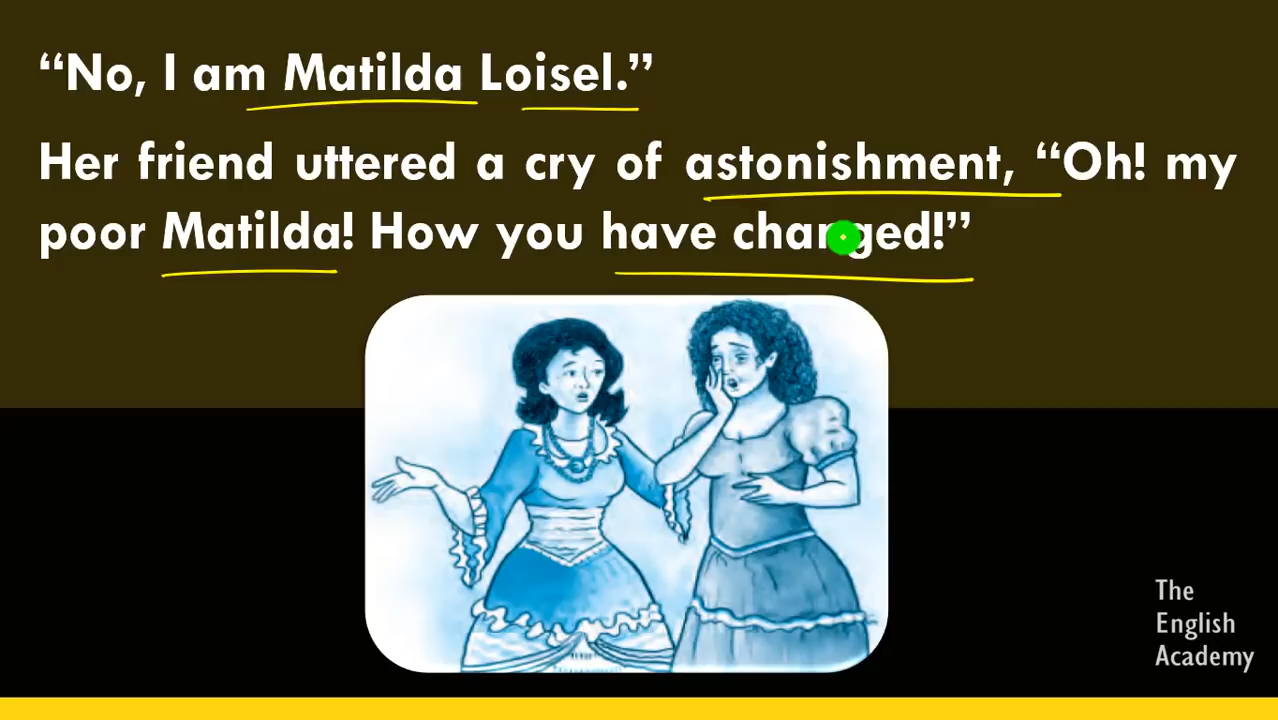 “No, I am Matilda Loisel.”
Her friend uttered a cry of astonishment, “Oh! my
poor Matilda! How you have changed!”
The
English
Academy